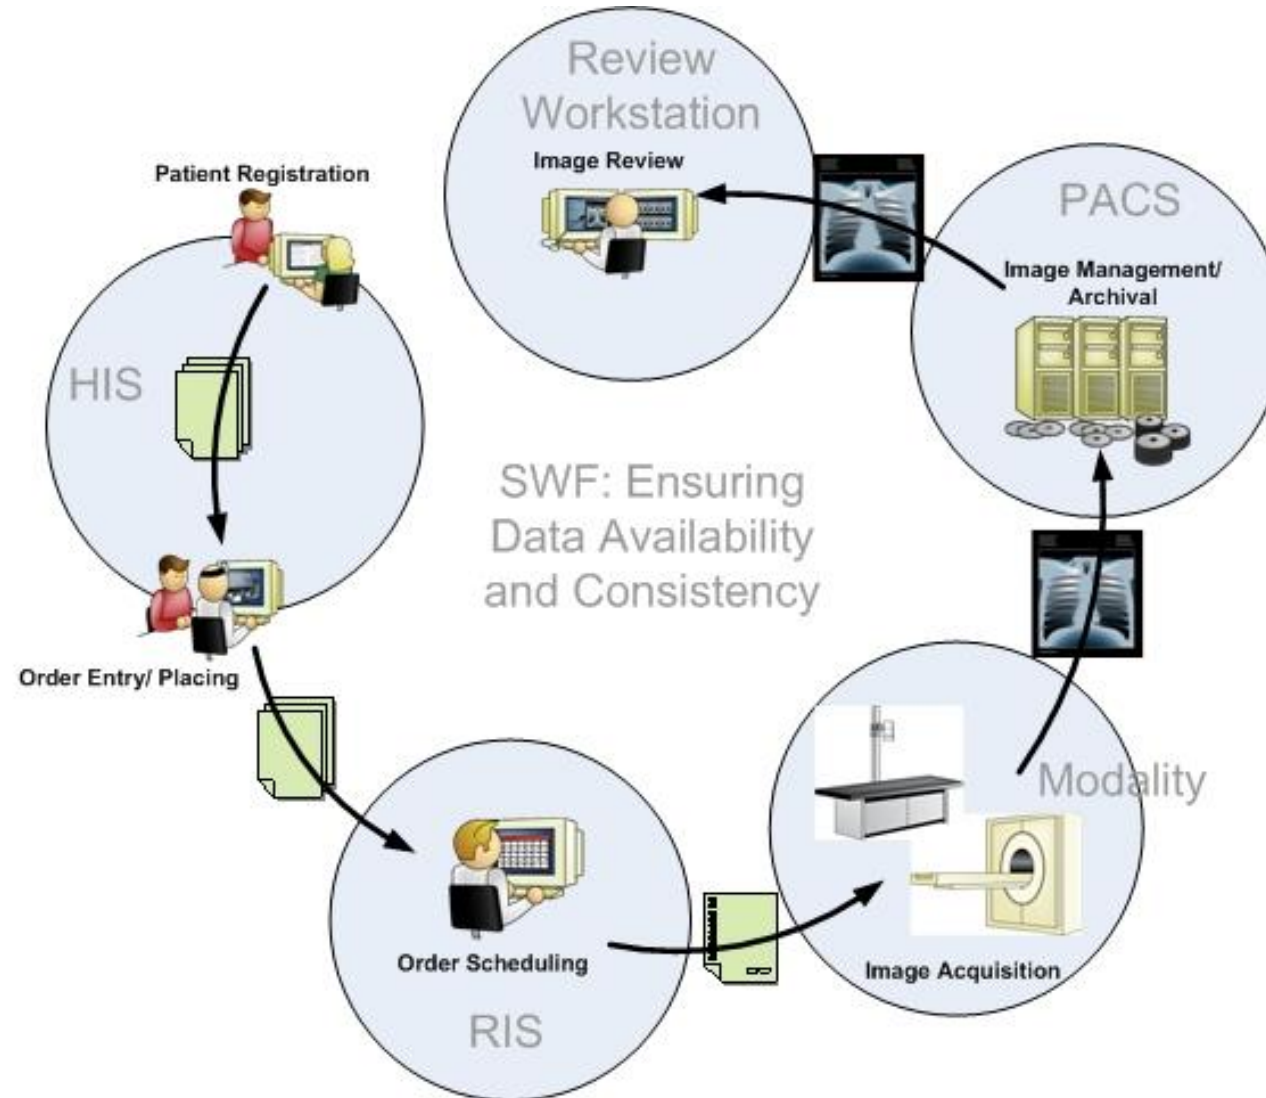 Review
Workstation
Image Review
Patient Registration
PACS
Image Management/
Archival
HIS
SWF: Ensuring
Data Availability
and Consistency
Order Entry/ Placing
Modality
Image Acquisition
Order Scheduling
RIS